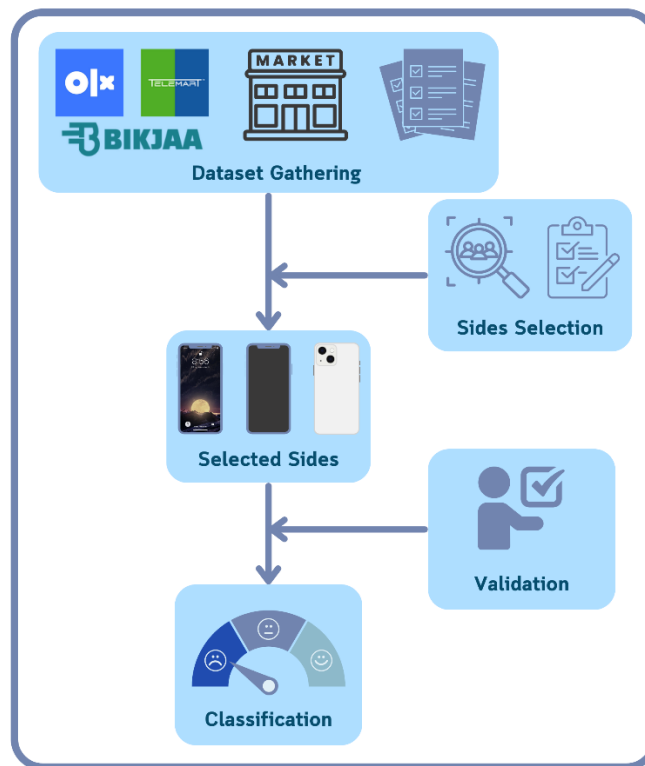 olx
TELEMART
BIKJAA
MARKET
Dataset Gathering
Sides Selection
Selected Sides
Validation
Classification